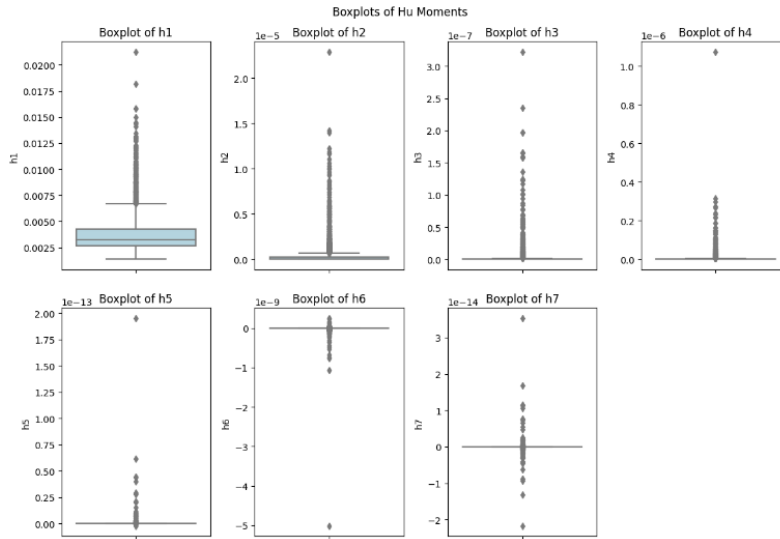 Boxplots of Hu Moments
Boxplot of h1
0.0200
0.0175
0.0150
0.0125
0.0100
0.0075
0.0050
0.0025
h1
1e−5
Boxplot of h2
2.0
1.5
1.0
0.5
0.0
h2
1e−7
Boxplot of h3
3.0
2.5
2.0
1.5
1.0
0.5
0.0
h3
1e−6
Boxplot of h4
1.0
0.8
0.6
0.4
0.2
0.0
h4
1e−13
Boxplot of h5
2.00
1.75
1.50
1.25
1.00
0.75
0.50
0.25
0.00
h5
1e−9
Boxplot of h6
0
−1
−2
−3
−4
−5
h6
1e−14
Boxplot of h7
3
2
1
0
−1
−2
h7